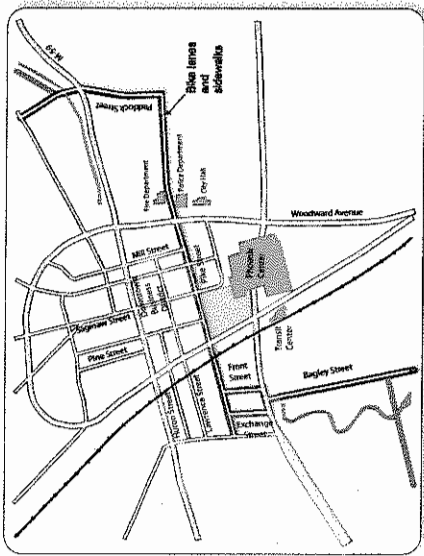 M 59
Paddock Street
Bike lanes
and
sidewalks
Fire Department
Police Department
City Hall
Woodward Avenue
Mill Street
Pike Street
Saginaw Street
Downtown
Business
District
Phoenix
Center
Pine Street
Transit
Center
Front
Street
Bagley Street
Huron Street
Lawrence Street
Exchange
Street